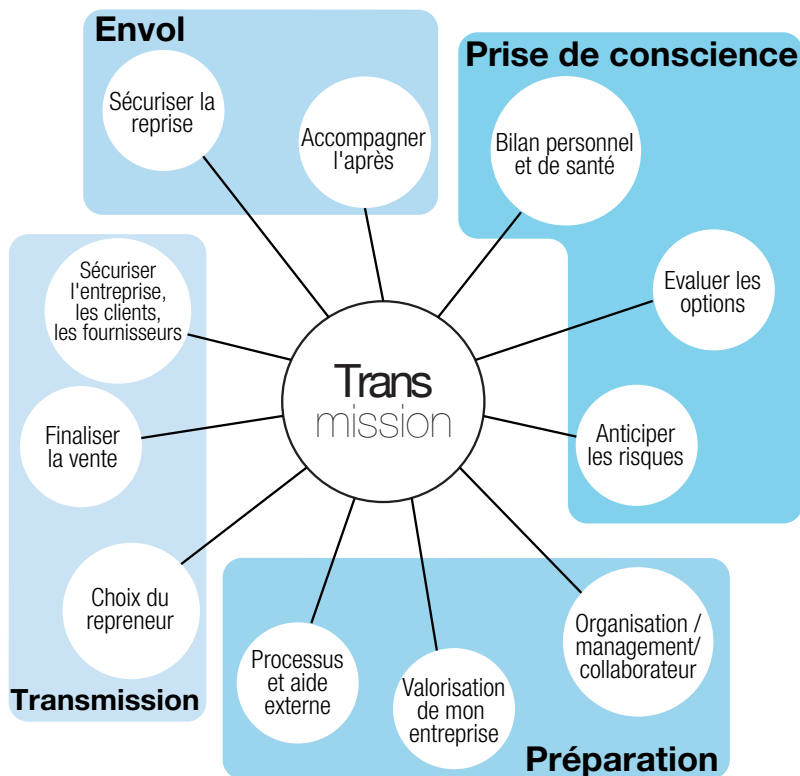 Envol
Sécuriser la
reprise
Accompagner
l'après
Prise de conscience
Bilan personnel
et de santé
Evaluer les
options
Anticiper
les risques
Trans
mission
Sécuriser
l'entreprise,
les clients,
les fournisseurs
Finaliser
la vente
Choix du
repreneur
Transmission
Organisation /
management/
collaborateur
Valorisation
de mon
entreprise
Processus
et aide
externe
Préparation